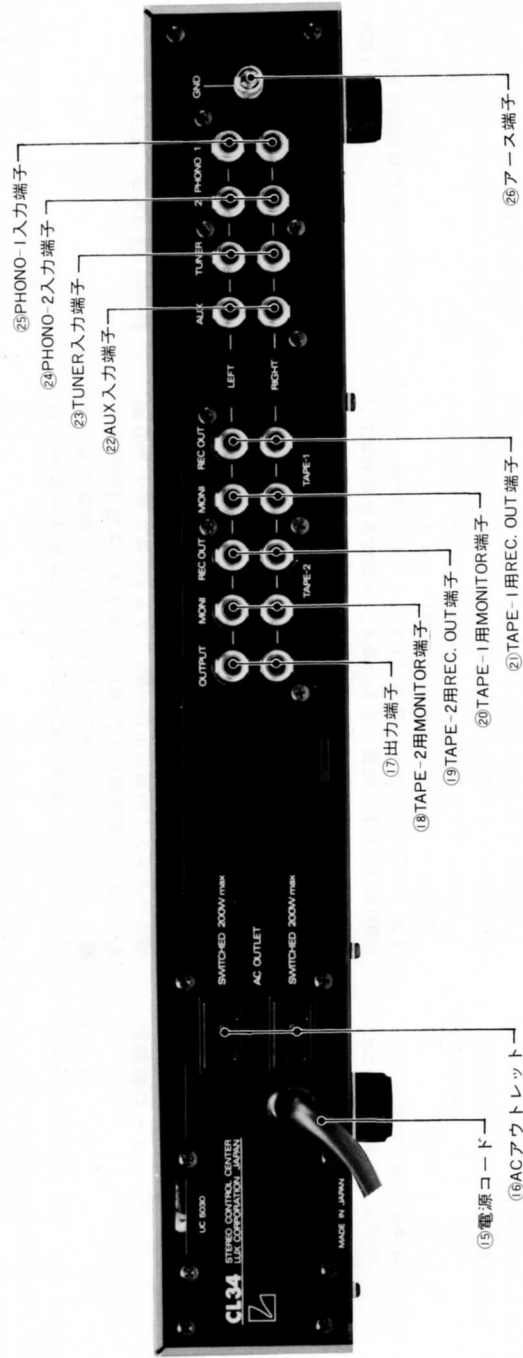 ㉕PHONO-1入力端子
㉔PHONO-2入力端子
㉓TUNER入力端子
㉒AUX入力端子
UC 5030
CL34
STEREO CONTROL CENTER
LUX CORPORATION JAPAN
MADE IN JAPAN
SWITCHED 200W max
AC OUTLET
SWITCHED 200W max
OUTPUT
MONI
REC OUT
MONI
REC OUT
TAPE-2
TAPE-1
LEFT
RIGHT
AUX
TUNER
2 PHONO 1
GND
⑮電源コード
⑯ACアウトレット
⑰出力端子
⑱TAPE-2用MONITOR端子
⑲TAPE-2用REC. OUT端子
⑳TAPE-1用MONITOR端子
㉑TAPE-1用REC. OUT端子
㉖アース端子